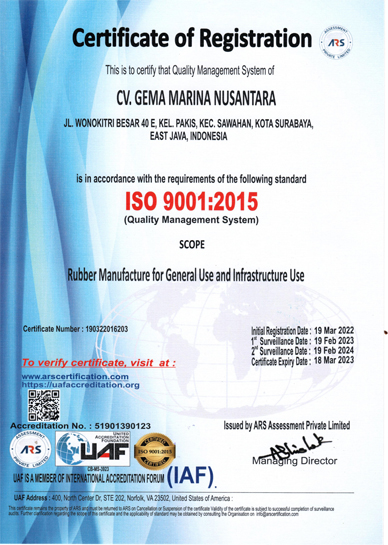 Certificate of Registration
ASSESSMENT
ARS
PRIVATE LIMITED
This is to certify that Quality Management System of
CV. GEMA MARINA NUSANTARA
JL. WONOKITRI BESAR 40 E, KEL. PAKIS, KEC. SAWAHAN, KOTA SURABAYA,
EAST JAVA, INDONESIA
is in accordance with the requirements of the following standard
ISO 9001:2015
(Quality Management System)
SCOPE
Rubber Manufacture for General Use and Infrastructure Use
Certificate Number : 190322016203
Initial Registration Date : 19 Mar 2022
1st Surveillance Date : 19 Feb 2023
2nd Surveillance Date : 19 Feb 2024
Certificate Expiry Date : 18 Mar 2023
To verify certificate, visit at :
www.arscertification.com
https://uafaccreditation.org
Accreditation No. : 51901390123
Issued by ARS Assessment Private Limited
ASSESSMENT
ARS
PRIVATE LIMITED
UNITED
ACCREDITATION
FOUNDATION
UAF
CERTIFIED
ISO 9001:2015
CERTIFIED
Managing Director
CB-MS-2603
UAF IS A MEMBER OF INTERNATIONAL ACCREDITATION FORUM (IAF).
UAF Address : 400, North Center Dr, STE 202, Norfolk, VA 23502, United States of America :
This certificate remains the property of ARS and must be returned to ARS on Cancellation or Suspension of the certificate Validity of the certificate is subject to successful completion of surveillance
audits. Further clarification regarding the scope of this certificate and the applicability of standard may be obtained by consulting the Organisation on info@arscertification.com